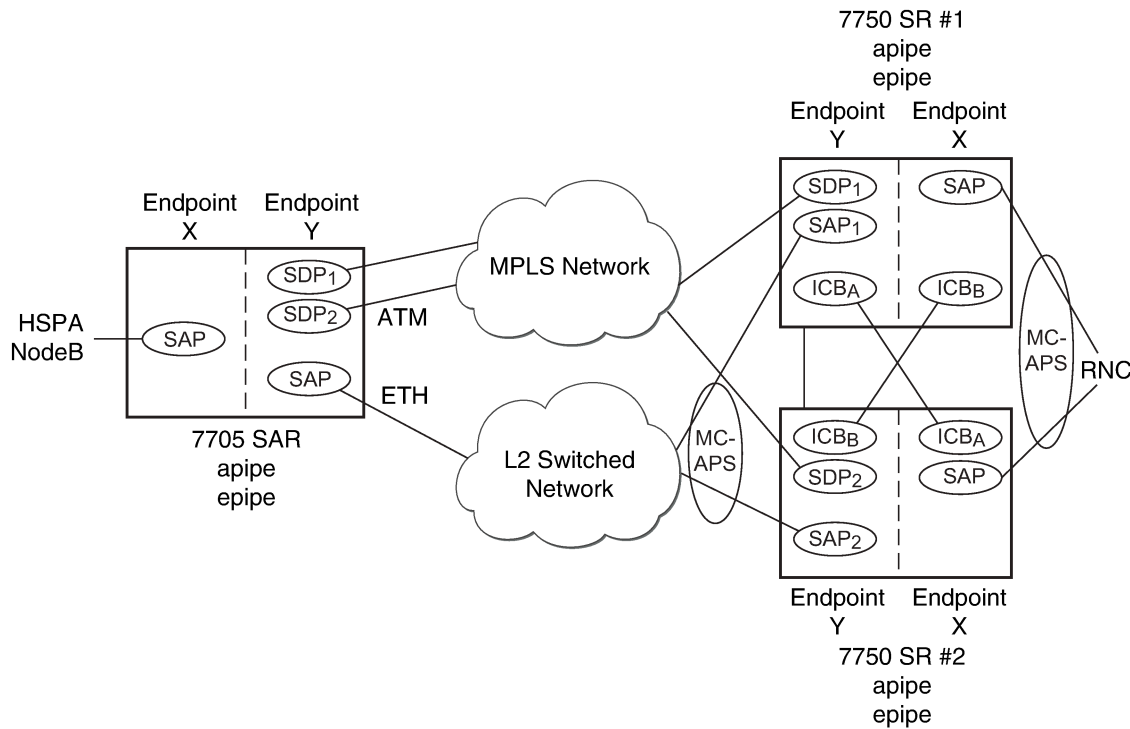 7750 SR #1
apipe
epipe
Endpoint Y
Endpoint X
SDP1
SAP
SAP1
ICBA
ICBB
Endpoint X
Endpoint Y
SDP1
SDP2
ATM
HSPA
NodeB
SAP
SAP
ETH
7705 SAR
apipe
epipe
MPLS Network
L2 Switched
Network
MC-
APS
MC-
APS
RNC
ICBB
ICBA
SDP2
SAP
SAP2
Endpoint Y
Endpoint X
7750 SR #2
apipe
epipe